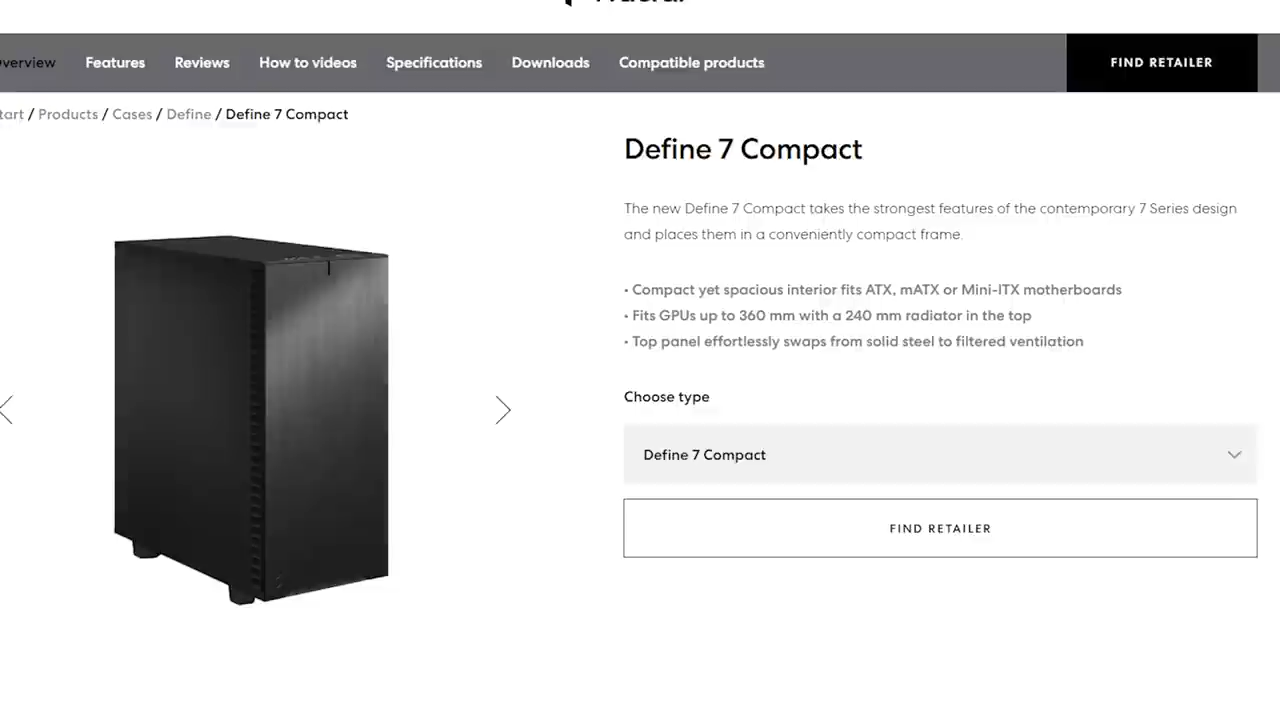 Overview Features Reviews How to videos Specifications Downloads Compatible products FIND RETAILER
/ Products / Cases / Define / Define 7 Compact
Define 7 Compact
The new Define 7 Compact takes the strongest features of the contemporary 7 Series design
and places them in a conveniently compact frame.
• Compact yet spacious interior fits ATX, mATX or Mini-ITX motherboards
• Fits GPUs up to 360 mm with a 240 mm radiator in the top
• Top panel effortlessly swaps from solid steel to filtered ventilation
Choose type
Define 7 Compact
FIND RETAILER